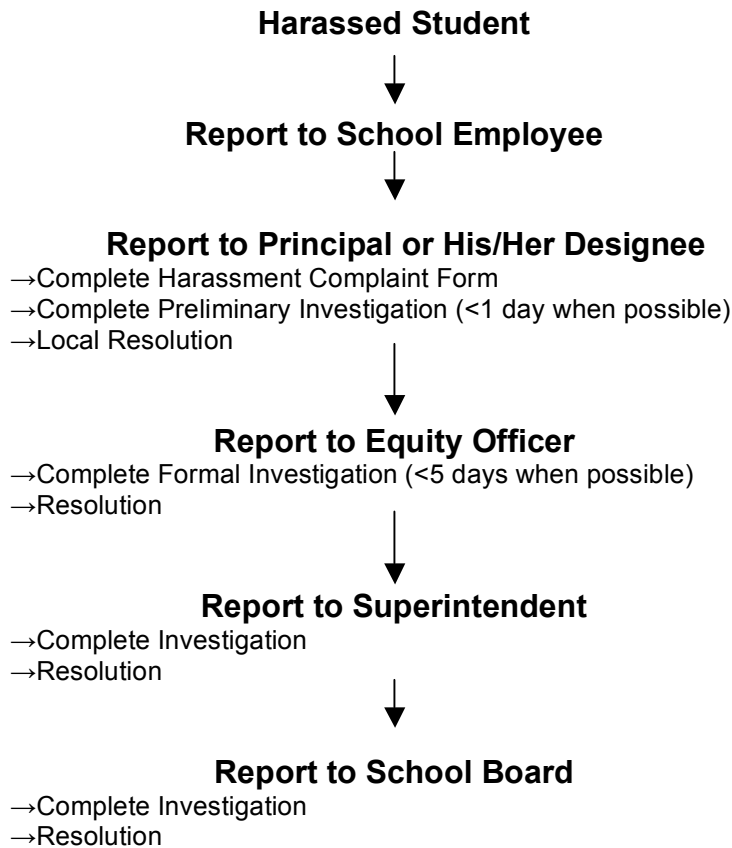 Harassed Student
Report to School Employee
Report to Principal or His/Her Designee
→Complete Harassment Complaint Form
→Complete Preliminary Investigation (<1 day when possible)
→Local Resolution
Report to Equity Officer
→Complete Formal Investigation (<5 days when possible)
→Resolution
Report to Superintendent
→Complete Investigation
→Resolution
Report to School Board
→Complete Investigation
→Resolution